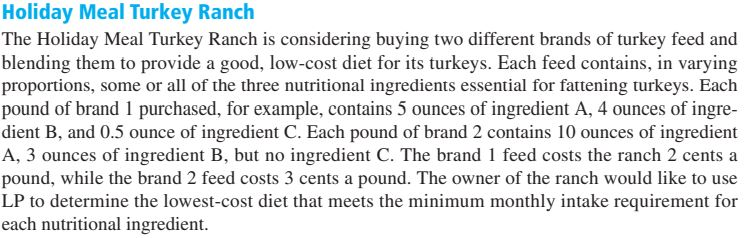 Holiday Meal Turkey Ranch
The Holiday Meal Turkey Ranch is considering buying two different brands of turkey feed and
blending them to provide a good, low-cost diet for its turkeys. Each feed contains, in varying
proportions, some or all of the three nutritional ingredients essential for fattening turkeys. Each
pound of brand 1 purchased, for example, contains 5 ounces of ingredient A, 4 ounces of ingre-
dient B, and 0.5 ounce of ingredient C. Each pound of brand 2 contains 10 ounces of ingredient
A, 3 ounces of ingredient B, but no ingredient C. The brand 1 feed costs the ranch 2 cents a
pound, while the brand 2 feed costs 3 cents a pound. The owner of the ranch would like to use
LP to determine the lowest-cost diet that meets the minimum monthly intake requirement for
each nutritional ingredient.